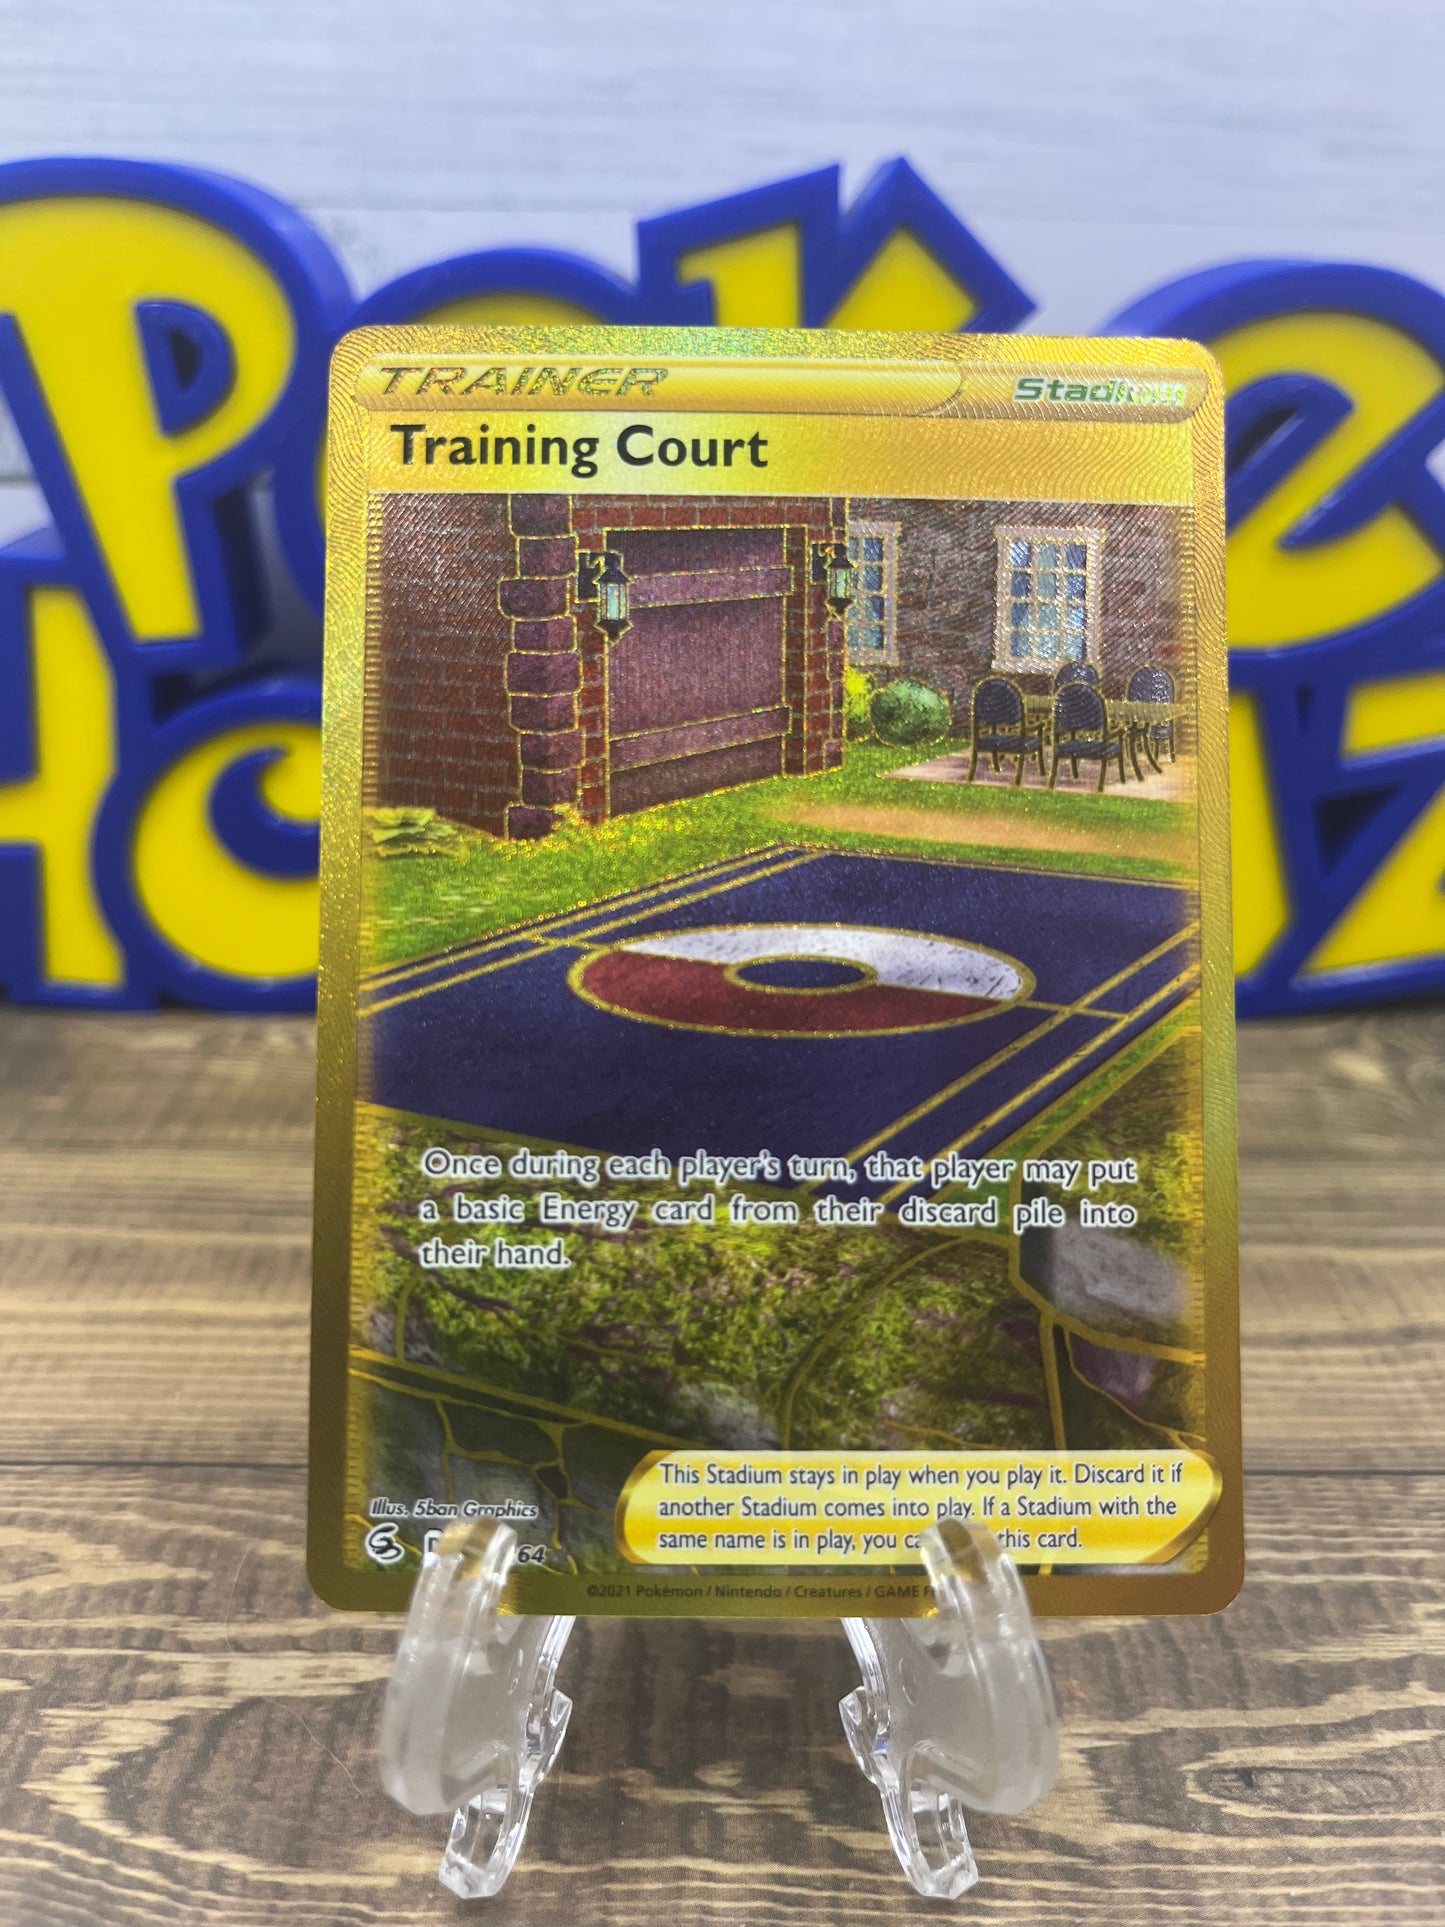 TRAINER Stadium
Training Court
Once during each player's turn, that player may put
a basic Energy card from their discard pile into
their hand.
This Stadium stays in play when you play it. Discard it if
another Stadium comes into play. If a Stadium with the
same name is in play, you this card.
Illus. 5ban Graphics
64
©2021 Pokémon / Nintendo / Creatures / GAME